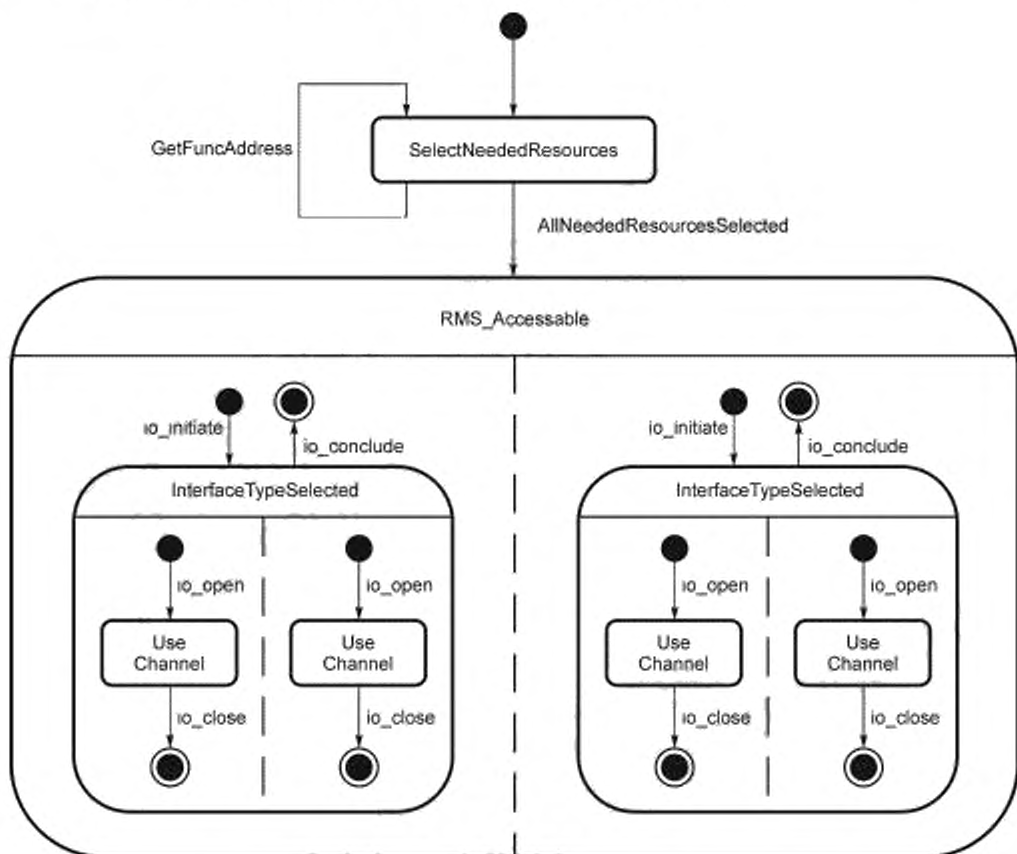 GetFuncAddress
SelectNeededResources
AllNeededResourcesSelected
RMS_Accessable
io_initiate
io_conclude
io_initiate
io_conclude
InterfaceTypeSelected
InterfaceTypeSelected
io_open
io_open
io_open
io_open
Use
Channel
Use
Channel
Use
Channel
Use
Channel
io_close
io_close
io_close
io_close